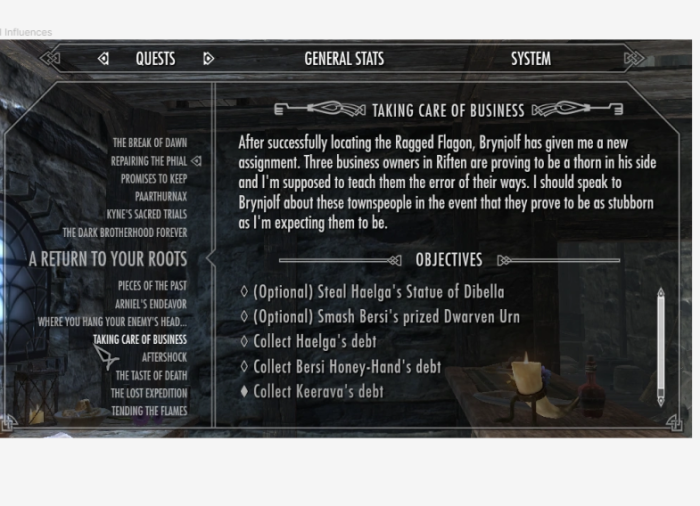 Influences
QUESTS
GENERAL STATS
SYSTEM
THE BREAK OF DAWN
REPAIRING THE PHIAL
PROMISES TO KEEP
PAARTHURNAX
KYNE'S SACRED TRIALS
THE DARK BROTHERHOOD FOREVER
A RETURN TO YOUR ROOTS
PIECES OF THE PAST
ARNIEL'S ENDEAVOR
WHERE YOU HANG YOUR ENEMY'S HEAD...
TAKING CARE OF BUSINESS
AFTERSHOCK
THE TASTE OF DEATH
THE LOST EXPEDITION
TENDING THE FLAMES
TAKING CARE OF BUSINESS
After successfully locating the Ragged Flagon, Brynjolf has given me a new
assignment. Three business owners in Riften are proving to be a thorn in his side
and I'm supposed to teach them the error of their ways. I should speak to
Brynjolf about these townspeople in the event that they prove to be as stubborn
as I'm expecting them to be.
OBJECTIVES
(Optional) Steal Haelga's Statue of Dibella
(Optional) Smash Bersi's prized Dwarven Urn
Collect Haelga's debt
Collect Bersi Honey-Hand's debt
Collect Keerava's debt